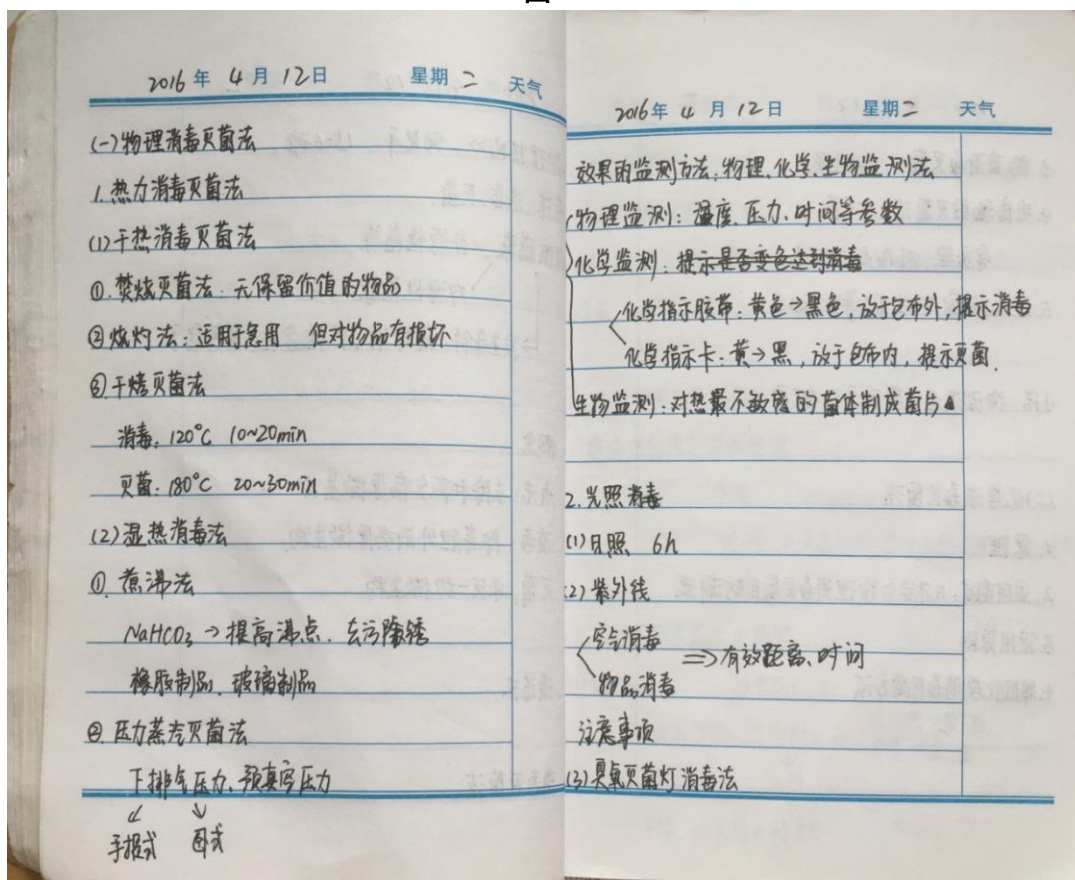 2016年 4月 12日 星期二 天气
(一)物理消毒灭菌法
1.热力消毒灭菌法
(1)干热消毒灭菌法
①.焚烧灭菌法:无保留价值的物品
②烧灼法:适用于急用 但对物品有损坏
③干烤灭菌法
消毒:120℃ 10~20min
灭菌:180℃ 20~30min
(2)湿热消毒法
①.煮沸法
NaHCO3→提高沸点.去污除锈
橡胶制品.玻璃制品
②.压力蒸汽灭菌法
下排气压力、预真空压力
↙ ↘
手提式 卧式
2016年 4月 12日 星期二 天气
效果的监测方法:物理、化学、生物监测法
物理监测:温度.压力.时间等参数
化学监测:提示是否变色达到消毒
化学指示胶带:黄色→黑色,放于包布外,提示消毒
化学指示卡:黄→黑,放于包布内,提示灭菌.
生物监测:对热最不敏感的菌体制成菌片
2.光照消毒
(1)日照 6h
(2)紫外线
空气消毒
物品消毒
⇒有效距离、时间
注意事项
(3)臭氧灭菌灯消毒法